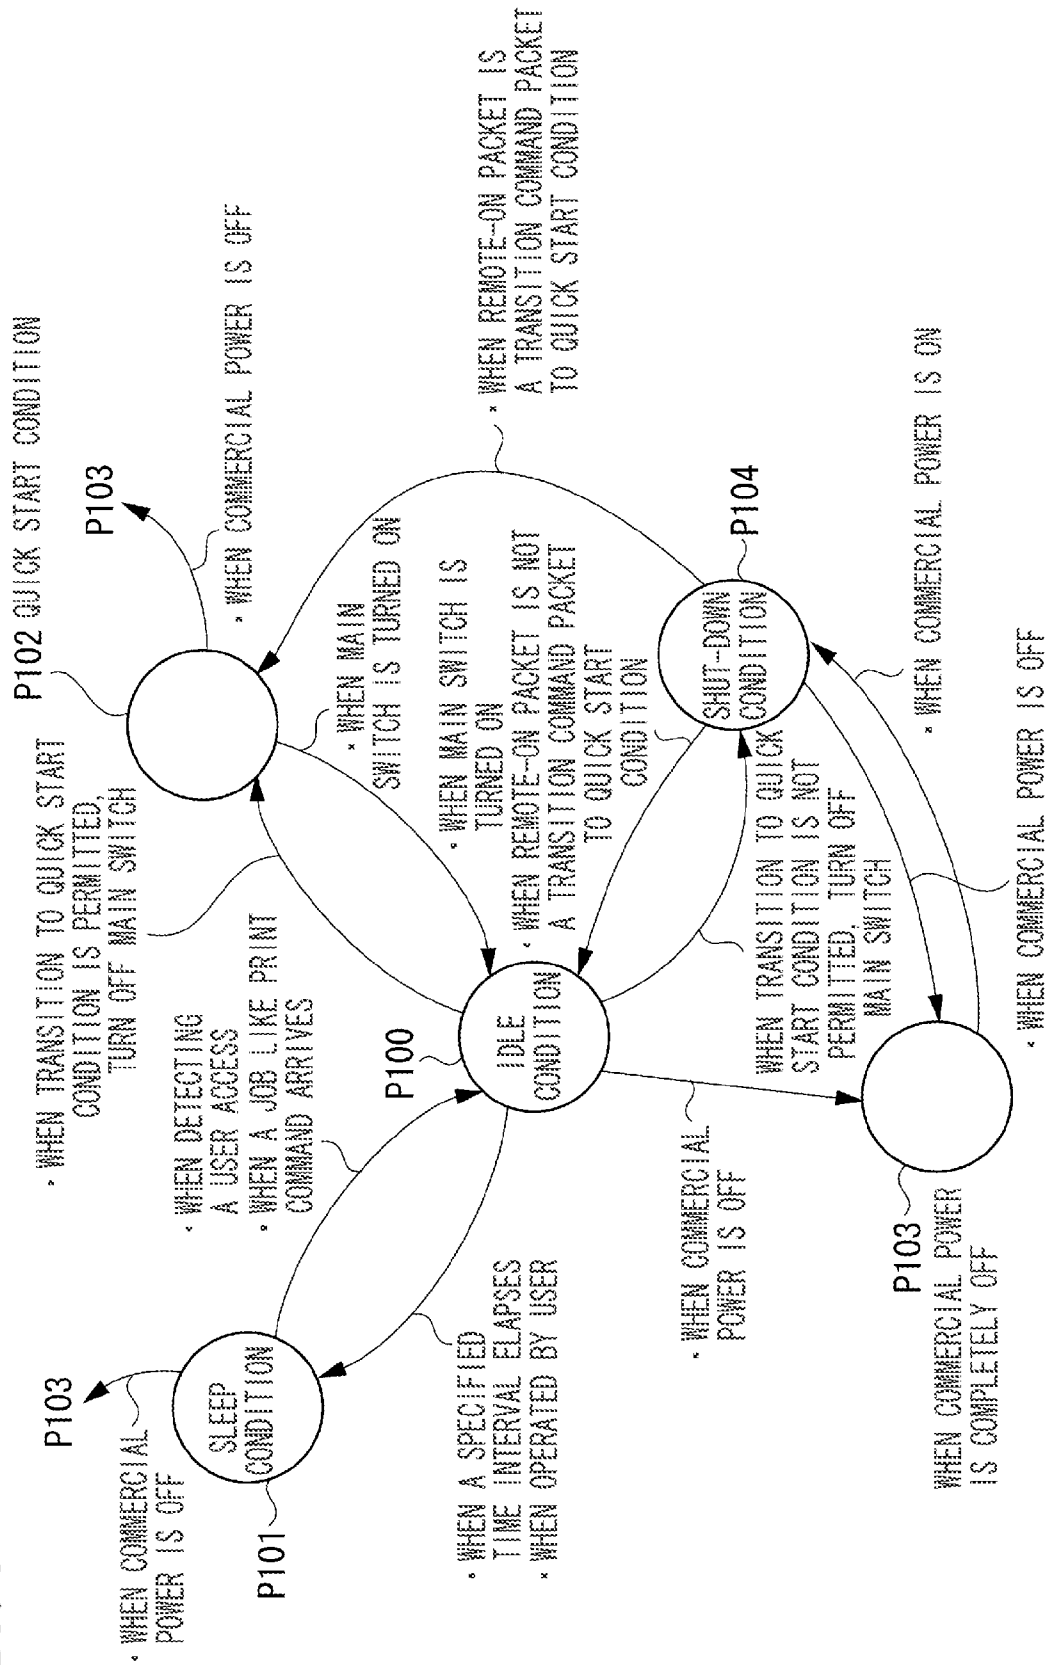 P103
• WHEN COMMERCIAL
POWER IS OFF
SLEEP
CONDITION
P101
• WHEN DETECTING
A USER ACCESS
• WHEN A JOB LIKE PRINT
COMMAND ARRIVES
• WHEN A SPECIFIED
TIME INTERVAL ELAPSES
• WHEN OPERATED BY USER
• WHEN TRANSITION TO QUICK START
CONDITION IS PERMITTED,
TURN OFF MAIN SWITCH
P102 QUICK START CONDITION
P103
• WHEN COMMERCIAL POWER IS OFF
• WHEN MAIN
SWITCH IS TURNED ON
P100
IDLE
CONDITION
• WHEN MAIN SWITCH IS
TURNED ON
• WHEN REMOTE-ON PACKET IS NOT
A TRANSITION COMMAND PACKET
TO QUICK START
CONDITION
• WHEN REMOTE-ON PACKET IS
A TRANSITION COMMAND PACKET
TO QUICK START CONDITION
SHUT-DOWN
CONDITION
P104
WHEN TRANSITION TO QUICK
START CONDITION IS NOT
PERMITTED, TURN OFF
MAIN SWITCH
• WHEN COMMERCIAL
POWER IS OFF
P103
WHEN COMMERCIAL POWER
IS COMPLETELY OFF
• WHEN COMMERCIAL POWER IS ON
• WHEN COMMERCIAL POWER IS OFF